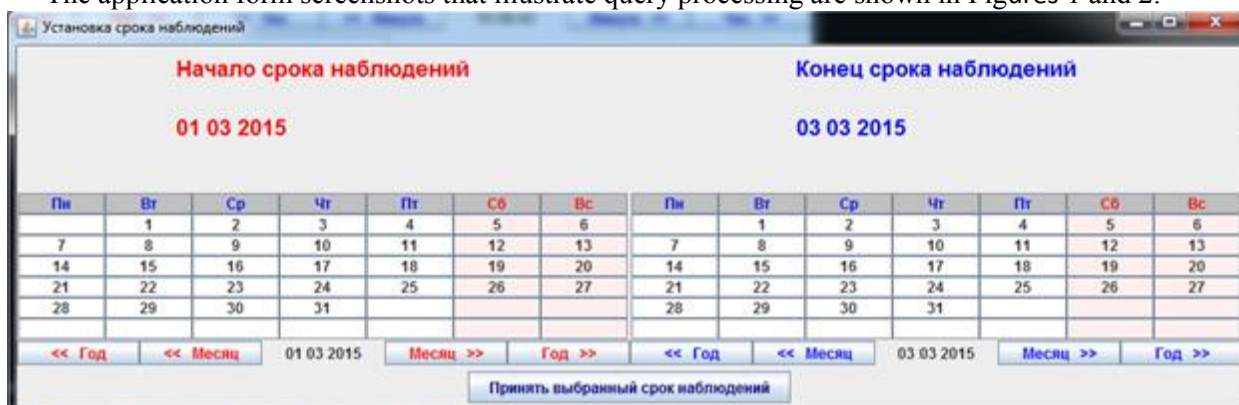 The application form screenshots that illustrate query processing are shown in Figures 1 and 2.
Установка срока наблюдений
Начало срока наблюдений
Конец срока наблюдений
01 03 2015
03 03 2015
Пн Вт Ср Чт Пт Сб Вс Пн Вт Ср Чт Пт Сб Вс
1 2 3 4 5 6 1 2 3 4 5 6
7 8 9 10 11 12 13 7 8 9 10 11 12 13
14 15 16 17 18 19 20 14 15 16 17 18 19 20
21 22 23 24 25 26 27 21 22 23 24 25 26 27
28 29 30 31 28 29 30 31
<< Год << Месяц 01 03 2015 Месяц >> Год >> << Год << Месяц 03 03 2015 Месяц >> Год >>
Принять выбранный срок наблюдений